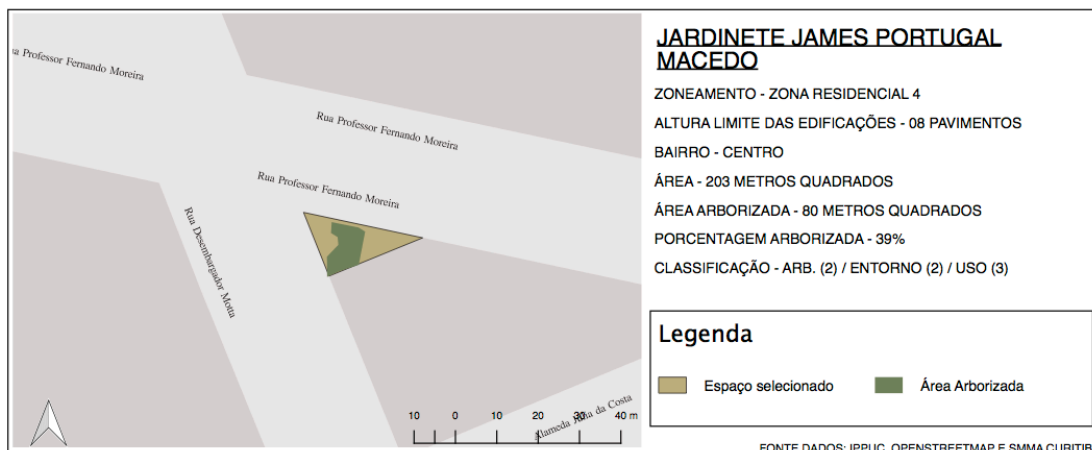 Rua Professor Fernando Moreira
Rua Professor Fernando Moreira
Rua Professor Fernando Moreira
Rua Desembargador Motta
Alameda Júlia da Costa
10 0 10 20 30 40 m
JARDINETE JAMES PORTUGAL
MACEDO
ZONEAMENTO - ZONA RESIDENCIAL 4
ALTURA LIMITE DAS EDIFICAÇÕES - 08 PAVIMENTOS
BAIRRO - CENTRO
ÁREA - 203 METROS QUADRADOS
ÁREA ARBORIZADA - 80 METROS QUADRADOS
PORCENTAGEM ARBORIZADA - 39%
CLASSIFICAÇÃO - ARB. (2) / ENTORNO (2) / USO (3)
Legenda
Espaço selecionado
Área Arborizada
FONTE DADOS: IPPUC, OPENSTREETMAP E SMMA CURITIB